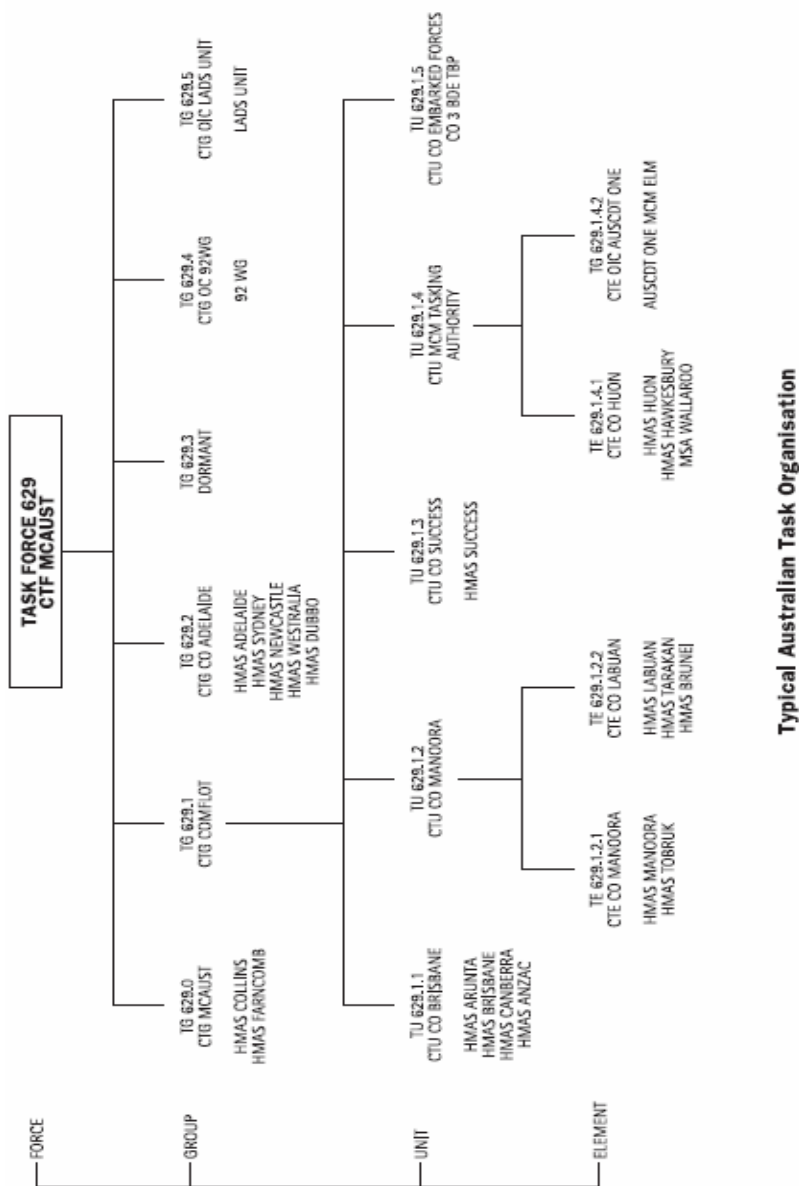 FORCE
TASK FORCE 629
CTF MCAUST
GROUP
TG 629.0
CTG MCAUST
HMAS COLLINS
HMAS FARNCOMB
TG 629.1
CTG COMFLOT
TG 629.2
CTG CO ADELAIDE
HMAS ADELAIDE
HMAS SYDNEY
HMAS NEWCASTLE
HMAS WESTRALIA
HMAS DUBBO
TG 629.3
DORMANT
TG 629.4
CTG OC 92WG
92 WG
TG 629.5
CTG OIC LADS UNIT
LADS UNIT
UNIT
TU 629.1.1
CTU CO BRISBANE
HMAS ARUNTA
HMAS BRISBANE
HMAS CANBERRA
HMAS ANZAC
TU 629.1.2
CTU CO MANOORA
TU 629.1.3
CTU CO SUCCESS
HMAS SUCCESS
TU 629.1.4
CTU MCM TASKING
AUTHORITY
TU 629.1.5
CTU CO EMBARKED FORCES
CO 3 BDE TBP
ELEMENT
TE 629.1.2.1
CTE CO MANOORA
HMAS MANOORA
HMAS TOBRUK
TE 629.1.2.2
CTE CO LABUAN
HMAS LABUAN
HMAS TARAKAN
HMAS BRUNEI
TE 629.1.4.1
CTE CO HUON
HMAS HUON
HMAS HAWKESBURY
MSA WALLAROO
TG 629.1.4-2
CTE OIC AUSCDT ONE
AUSCDT ONE MCM ELM
Typical Australian Task Organisation